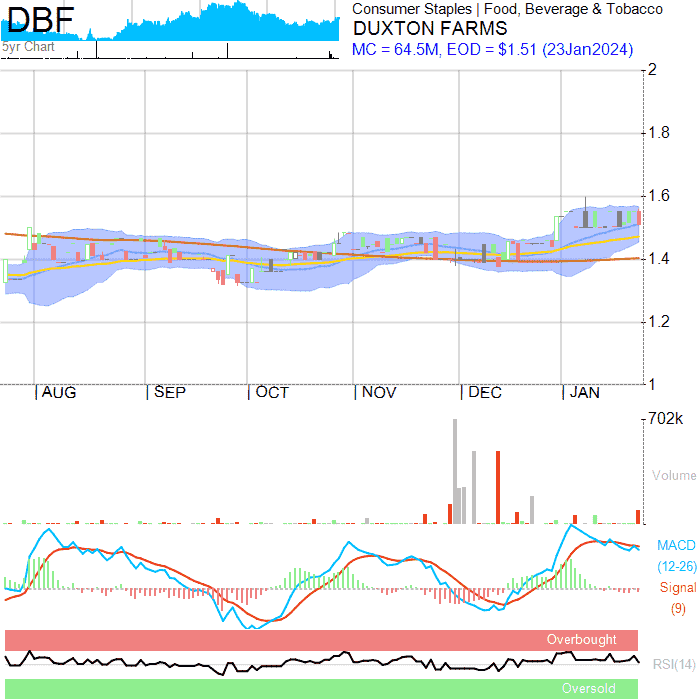 DBF
5yr Chart
Consumer Staples | Food, Beverage & Tobacco
DUXTON FARMS
MC = 64.5M, EOD = $1.51 (23Jan2024)
2
1.8
1.6
1.4
1.2
1
AUG
SEP
OCT
NOV
DEC
JAN
702k
Volume
MACD
(12-26)
Signal
(9)
Overbought
RSI(14)
Oversold